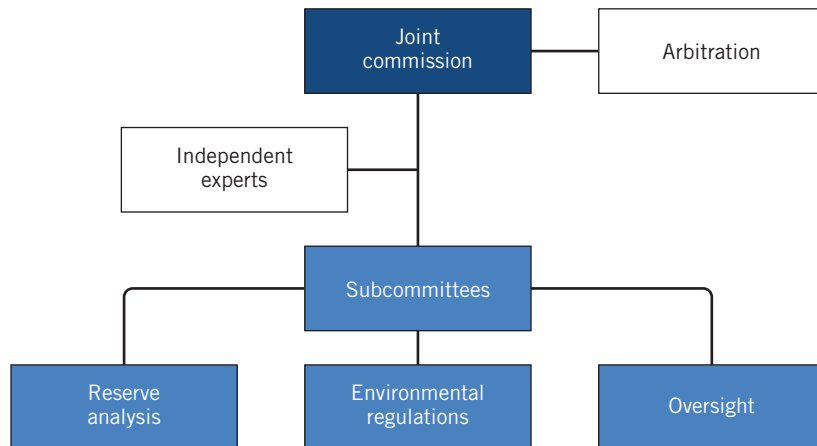 Joint
commission
Arbitration
Independent
experts
Subcommittees
Reserve
analysis
Environmental
regulations
Oversight